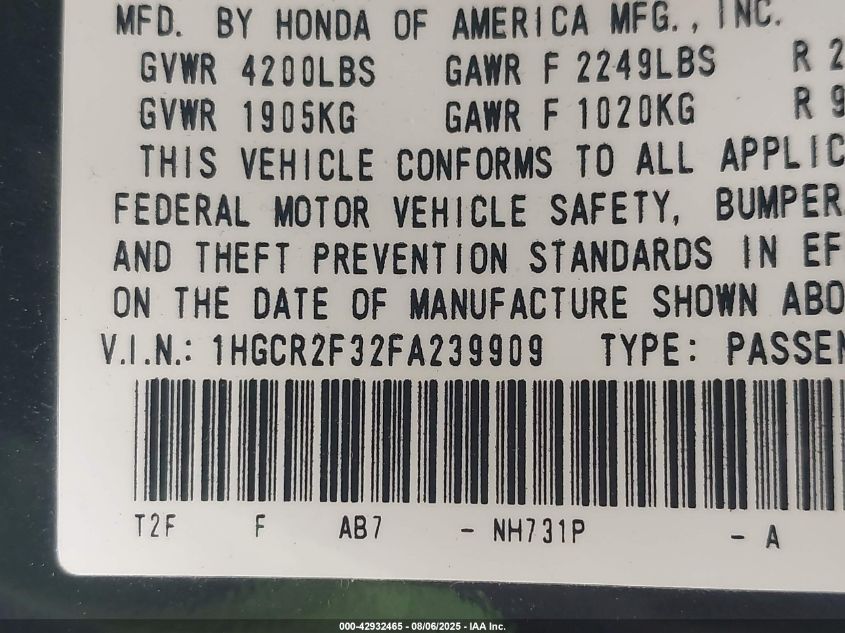 MFD. BY HONDA OF AMERICA MFG., INC.
GVWR 4200LBS GAWR F 2249LBS R 2
GVWR 1905KG GAWR F 1020KG R 9
THIS VEHICLE CONFORMS TO ALL APPLIC
FEDERAL MOTOR VEHICLE SAFETY, BUMPER
AND THEFT PREVENTION STANDARDS IN EF
ON THE DATE OF MANUFACTURE SHOWN ABO
V.I.N.: 1HGCR2F32FA239909 TYPE: PASSEN
T2F F AB7 - NH731P - A
000-42932465 - 08/06/2025 - IAA Inc.